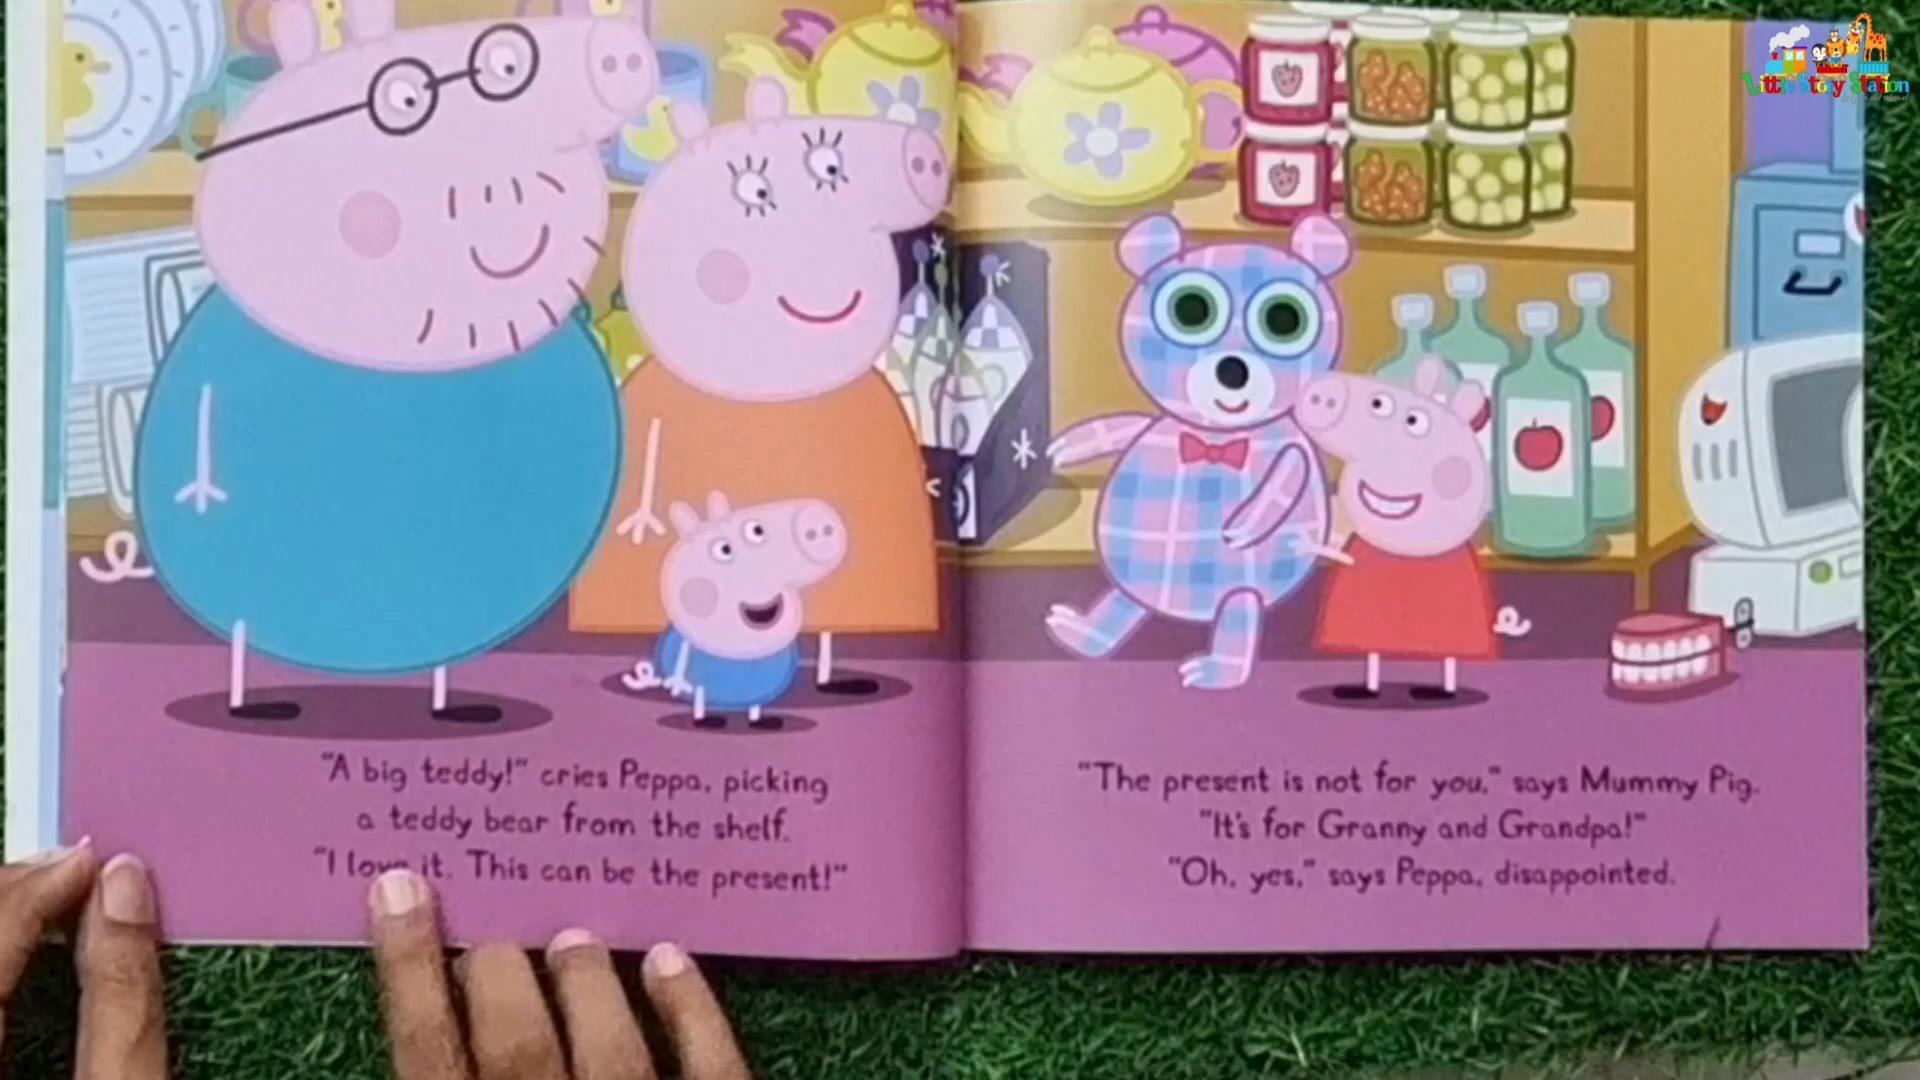 Little Story Station
"A big teddy!" cries Peppa, picking
a teddy bear from the shelf.
"I love it. This can be the present!"
"The present is not for you," says Mummy Pig.
"It's for Granny and Grandpa!"
"Oh, yes," says Peppa, disappointed.